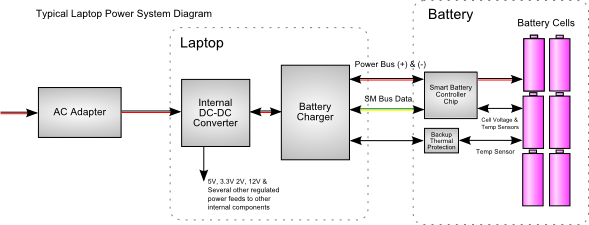 Typical Laptop Power System Diagram
Battery
Battery Cells
Laptop
Power Bus (+) & (-)
AC Adapter
Internal
DC-DC
Converter
Battery
Charger
SM Bus Data
Smart Battery
Controller
Chip
Cell Voltage &
Temp Sensors
Backup
Thermal
Protection
Temp Sensor
5V, 3.3V 2V, 12V &
Several other regulated
power feeds to other
internal components